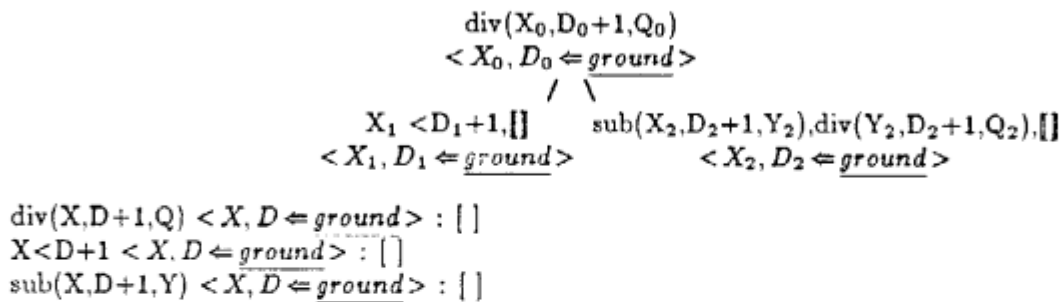 div(X₀,D₀+1,Q₀)
< X₀, D₀ ⇐ ground >
/ \
X₁ <D₁+1,[] sub(X₂,D₂+1,Y₂),div(Y₂,D₂+1,Q₂),[]
< X₁, D₁ ⇐ ground > < X₂, D₂ ⇐ ground >
div(X,D+1,Q) < X, D ⇐ ground > : [ ]
X<D+1 < X, D ⇐ ground > : [ ]
sub(X,D+1,Y) < X, D ⇐ ground > : [ ]